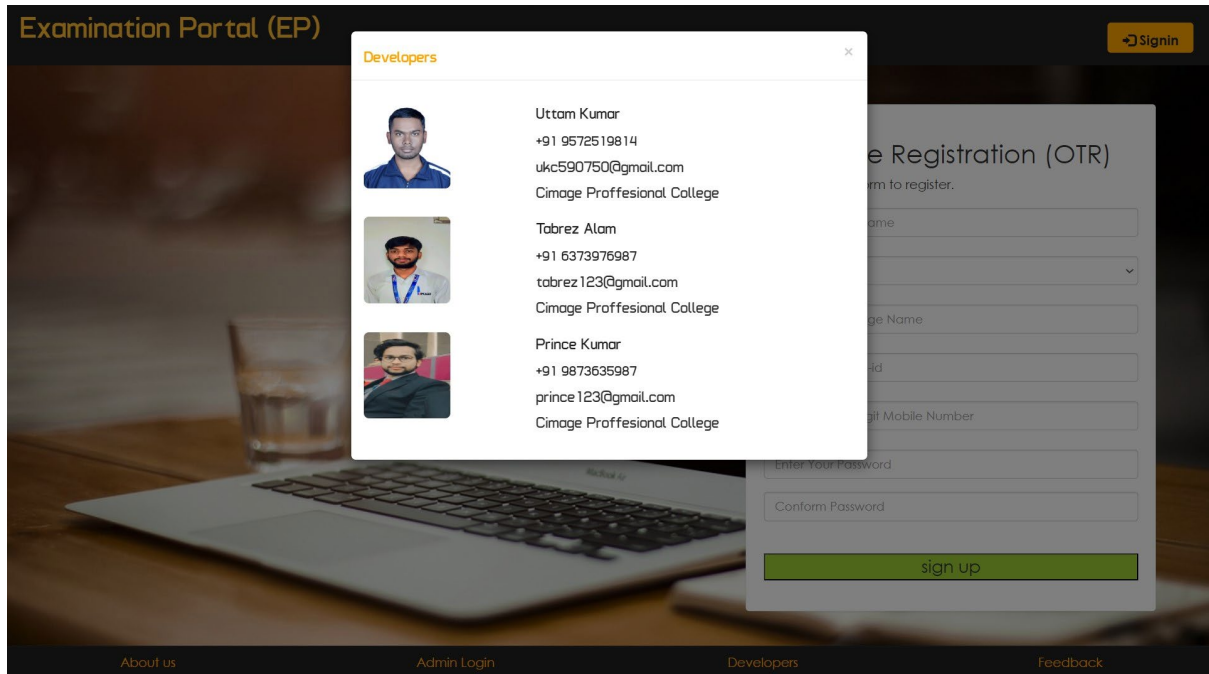 Examination Portal (EP)
Signin
Developers
×
Uttam Kumar
+91 9572519814
ukc590750@gmail.com
Cimage Proffesional College
Tabrez Alam
+91 6373976987
tabrez123@gmail.com
Cimage Proffesional College
Prince Kumar
+91 9873635987
prince123@gmail.com
Cimage Proffesional College
e Registration (OTR)
rm to register.
ame
ge Name
-id
git Mobile Number
Enter Your Password
Conform Password
sign up
MacBook Air
About us
Admin Login
Developers
Feedback